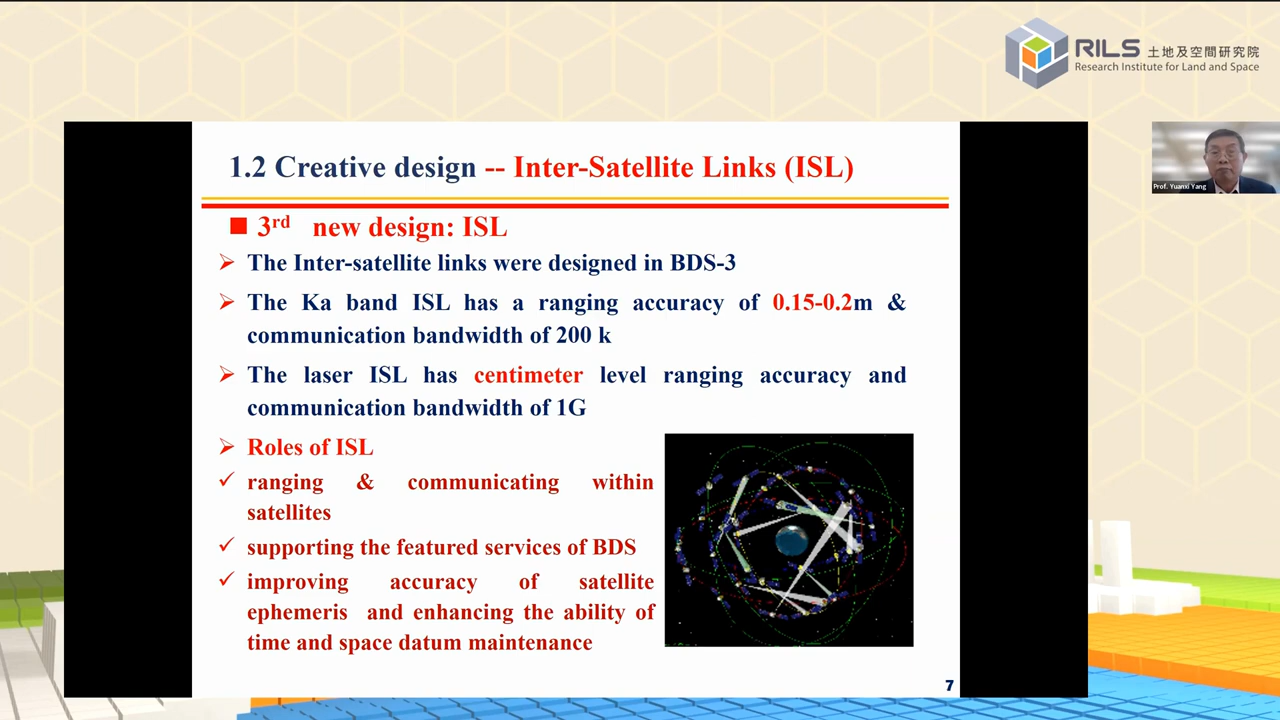 RILS 土地及空間研究院
Research Institute for Land and Space
Prof. Yuanxi Yang
1.2 Creative design -- Inter-Satellite Links (ISL)
3rd new design: ISL
The Inter-satellite links were designed in BDS-3
The Ka band ISL has a ranging accuracy of 0.15-0.2m &
communication bandwidth of 200 k
The laser ISL has centimeter level ranging accuracy and
communication bandwidth of 1G
Roles of ISL
ranging & communicating within
satellites
supporting the featured services of BDS
improving accuracy of satellite
ephemeris and enhancing the ability of
time and space datum maintenance
7